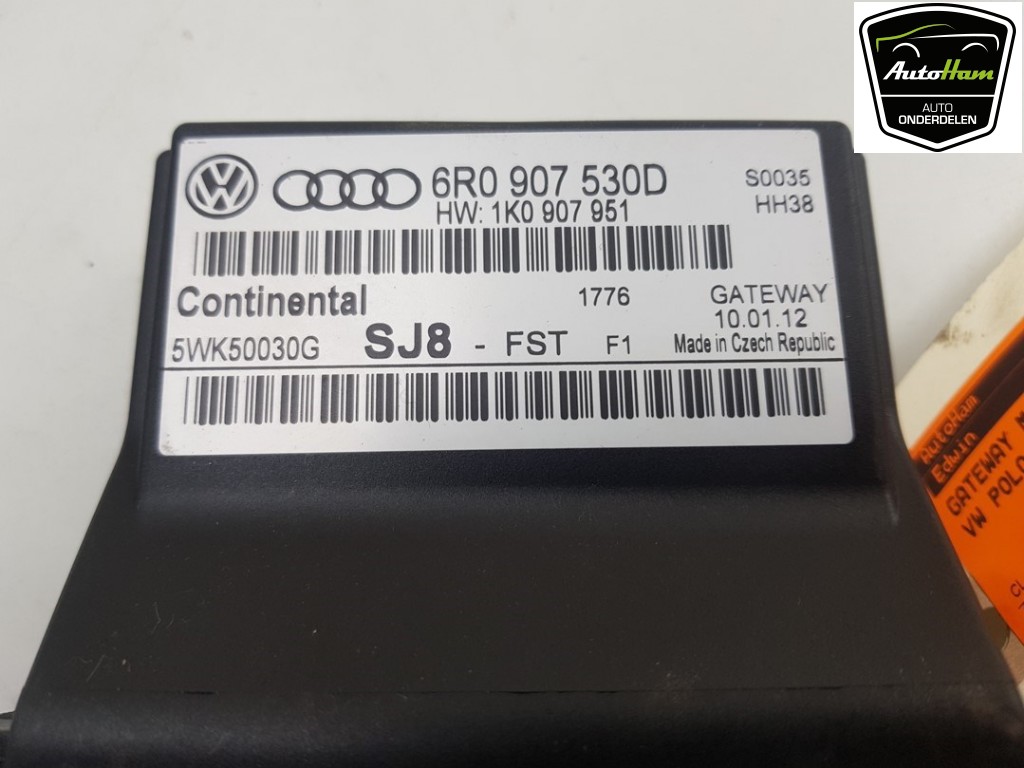 AutoHam
AUTO
ONDERDELEN
6R0 907 530D
S0035
HW: 1K0 907 951
HH38
Continental
1776
GATEWAY
10.01.12
5WK50030G
SJ8 - FST F1
Made in Czech Republic
AutoHam
Edwin
GATEWAY
VW POLO